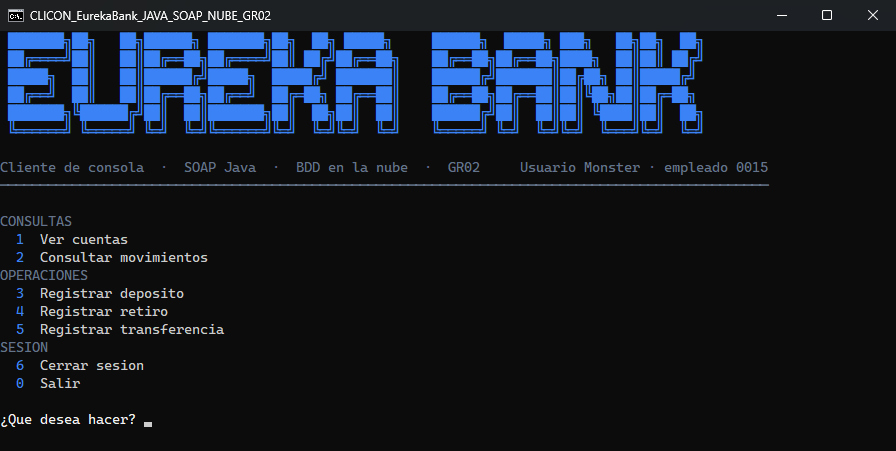 CLICON_EurekaBank_JAVA_SOAP_NUBE_GR02
EUREKA BANK
Cliente de consola · SOAP Java · BDD en la nube · GR02 Usuario Monster · empleado 0015
CONSULTAS
1 Ver cuentas
2 Consultar movimientos
OPERACIONES
3 Registrar deposito
4 Registrar retiro
5 Registrar transferencia
SESION
6 Cerrar sesion
0 Salir
¿Que desea hacer?